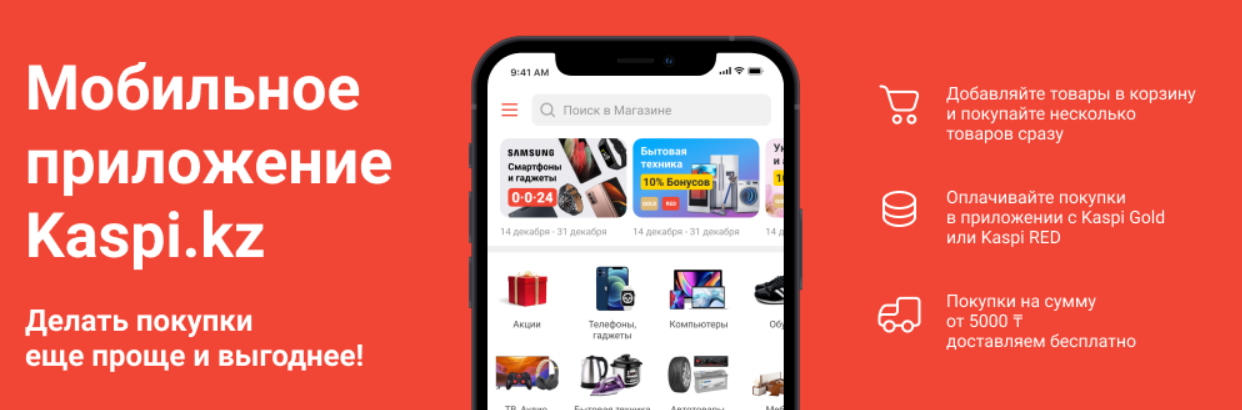 Мобильное
приложение
Kaspi.kz
Делать покупки
еще проще и выгоднее!
9:41 AM
Поиск в Магазине
SAMSUNG
Смартфоны
и гаджеты
0·0·24
14 декабря - 31 декабря
Бытовая
техника
10% Бонусов
GOLD RED
14 декабря - 31 декабря
14 д
Акции
Телефоны,
гаджеты
Компьютеры
Обу
ТВ, Аудио
Бытовая техника
Автотовары
Меб
Добавляйте товары в корзину
и покупайте несколько
товаров сразу
Оплачивайте покупки
в приложении с Kaspi Gold
или Kaspi RED
Покупки на сумму
от 5000 ₸
доставляем бесплатно